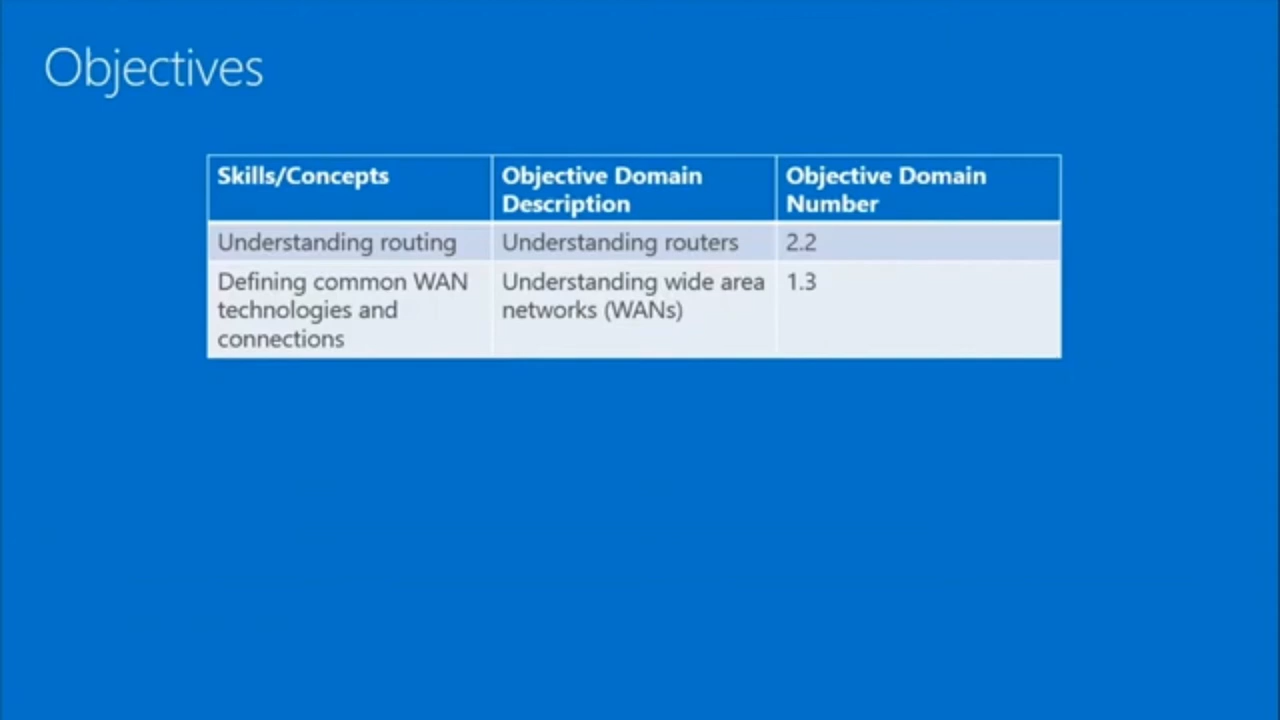 Objectives
Skills/Concepts
Objective Domain
Description
Objective Domain
Number
Understanding routing
Understanding routers
2.2
Defining common WAN
technologies and
connections
Understanding wide area
networks (WANs)
1.3